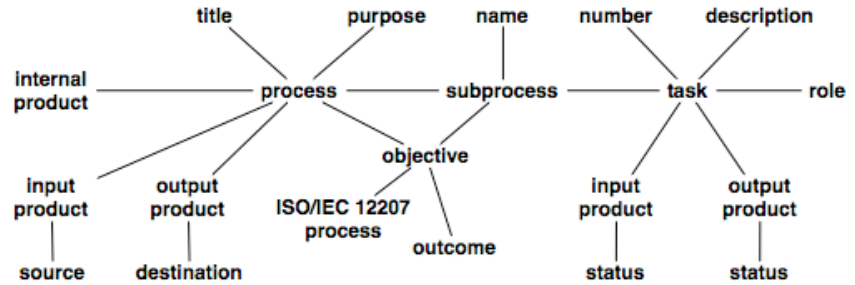 title
purpose
name
number
description
internal
product
process
subprocess
task
role
objective
input
product
output
product
ISO/IEC 12207
process
outcome
input
product
output
product
source
destination
status
status